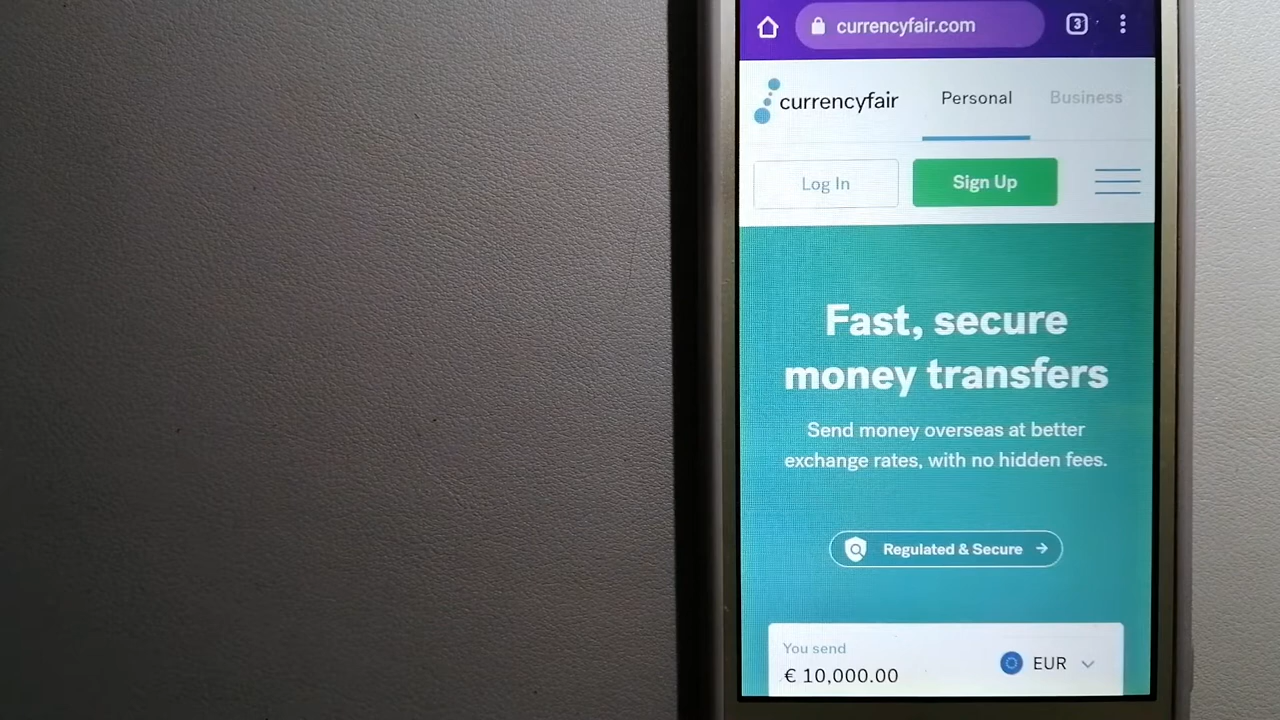 currencyfair.com
3
currencyfair
Personal
Business
Log In
Sign Up
Fast, secure
money transfers
Send money overseas at better
exchange rates, with no hidden fees.
Regulated & Secure
You send
€ 10,000.00
EUR